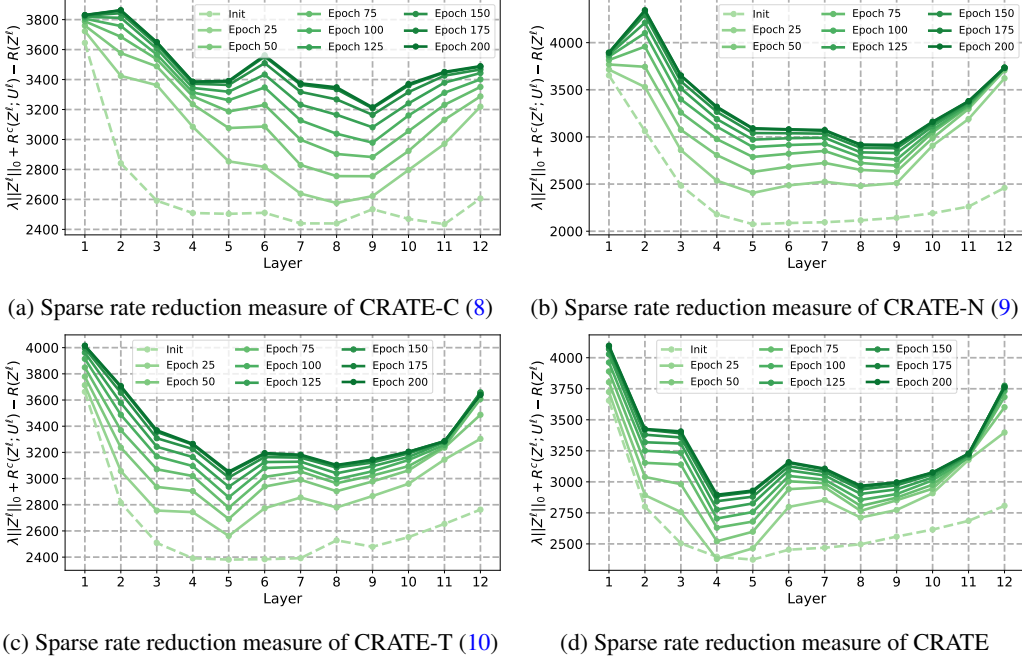 λ||Z^ℓ||₀ + R^c(Z^ℓ; U^ℓ) − R(Z^ℓ)
3800
3600
3400
3200
3000
2800
2600
2400
Init
Epoch 25
Epoch 50
Epoch 75
Epoch 100
Epoch 125
Epoch 150
Epoch 175
Epoch 200
1 2 3 4 5 6 7 8 9 10 11 12
Layer
(a) Sparse rate reduction measure of CRATE-C (8)
λ||Z^ℓ||₀ + R^c(Z^ℓ; U^ℓ) − R(Z^ℓ)
4000
3500
3000
2500
2000
Init
Epoch 25
Epoch 50
Epoch 75
Epoch 100
Epoch 125
Epoch 150
Epoch 175
Epoch 200
1 2 3 4 5 6 7 8 9 10 11 12
Layer
(b) Sparse rate reduction measure of CRATE-N (9)
λ||Z^ℓ||₀ + R^c(Z^ℓ; U^ℓ) − R(Z^ℓ)
4000
3800
3600
3400
3200
3000
2800
2600
2400
Init
Epoch 25
Epoch 50
Epoch 75
Epoch 100
Epoch 125
Epoch 150
Epoch 175
Epoch 200
1 2 3 4 5 6 7 8 9 10 11 12
Layer
(c) Sparse rate reduction measure of CRATE-T (10)
λ||Z^ℓ||₀ + R^c(Z^ℓ; U^ℓ) − R(Z^ℓ)
4000
3750
3500
3250
3000
2750
2500
Init
Epoch 25
Epoch 50
Epoch 75
Epoch 100
Epoch 125
Epoch 150
Epoch 175
Epoch 200
1 2 3 4 5 6 7 8 9 10 11 12
Layer
(d) Sparse rate reduction measure of CRATE